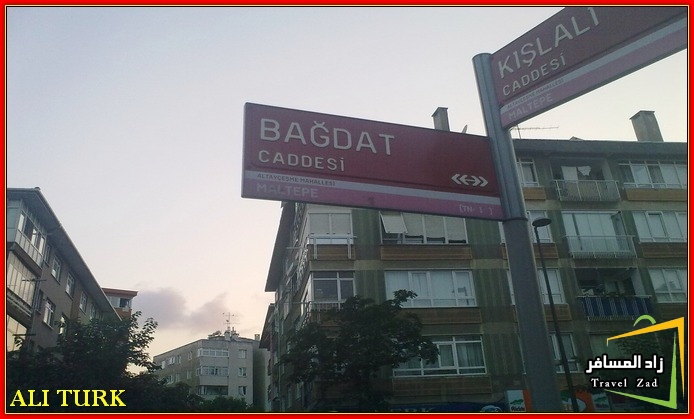 BAĞDAT
CADDESİ
ALTAYÇEŞME MAHALLESİ
MALTEPE
KIŞLALI
CADDESİ
MALTEPE
زاد المسافر
Travel Zad
ALI TURK